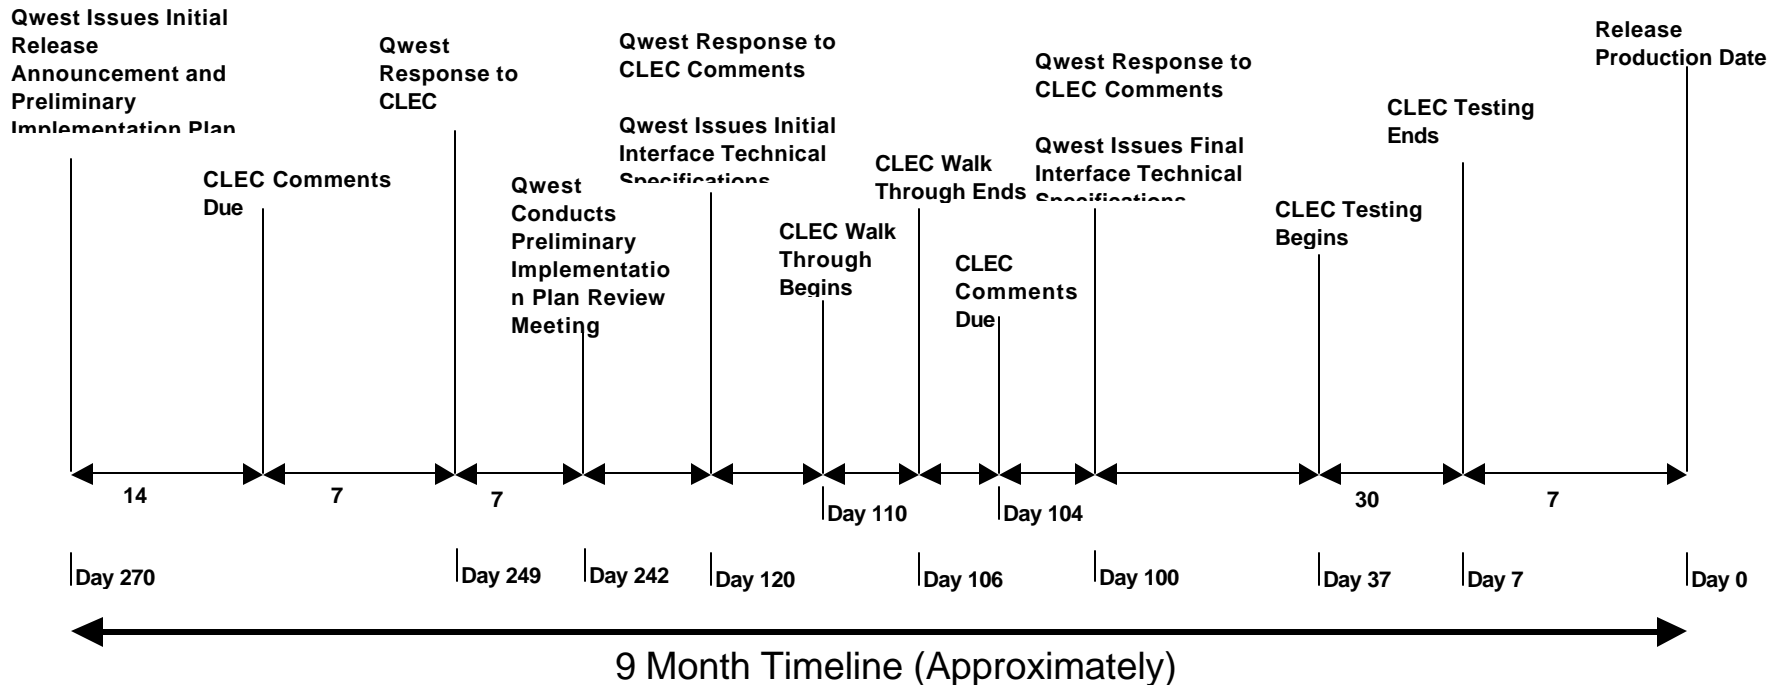 Qwest Issues Initial
Release
Announcement and
Preliminary
Implementation Plan
CLEC Comments
Due
Qwest
Response to
CLEC
Qwest
Conducts
Preliminary
Implementatio
n Plan Review
Meeting
Qwest Response to
CLEC Comments
Qwest Issues Initial
Interface Technical
Specifications
CLEC Walk
Through
Begins
CLEC Walk
Through Ends
CLEC
Comments
Due
Qwest Response to
CLEC Comments
Qwest Issues Final
Interface Technical
Specifications
CLEC Testing
Begins
CLEC Testing
Ends
Release
Production Date
14
7
7
30
7
Day 110
Day 104
Day 270
Day 249
Day 242
Day 120
Day 106
Day 100
Day 37
Day 7
Day 0
9 Month Timeline (Approximately)